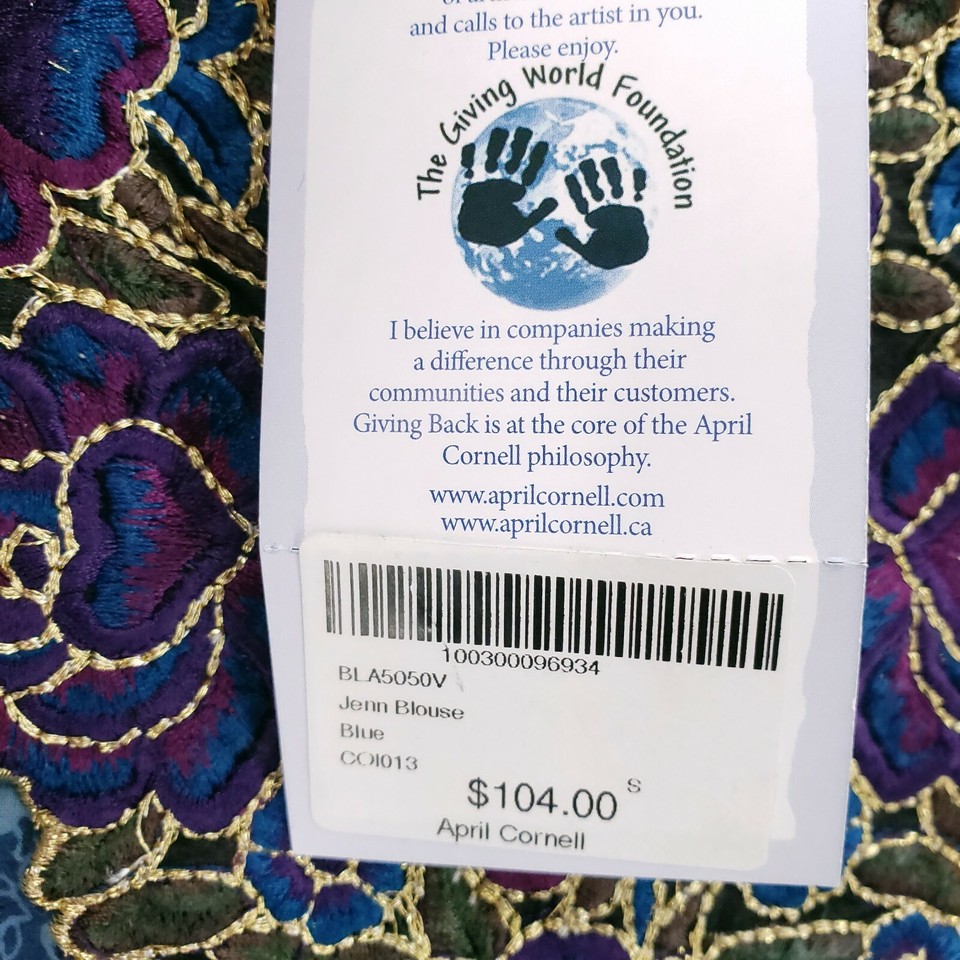 and calls to the artist in you.
Please enjoy.
The Giving World Foundation
I believe in companies making
a difference through their
communities and their customers.
Giving Back is at the core of the April
Cornell philosophy.
www.aprilcornell.com
www.aprilcornell.ca
100300096934
BLA5050V
Jenn Blouse
Blue
COI013
$104.00 S
April Cornell